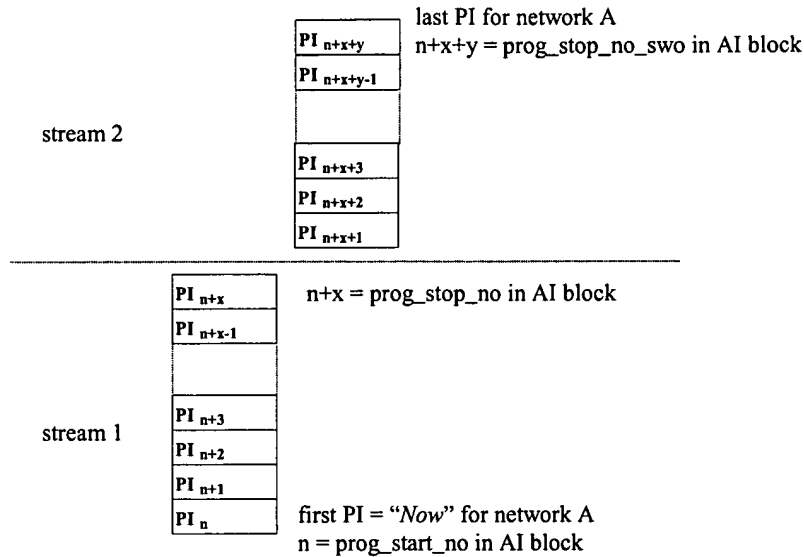 last PI for network A
PI n+x+y
n+x+y = prog_stop_no_swo in AI block
PI n+x+y-1
stream 2
PI n+x+3
PI n+x+2
PI n+x+1
PI n+x
n+x = prog_stop_no in AI block
PI n+x-1
stream 1
PI n+3
PI n+2
PI n+1
PI n
first PI = “Now” for network A
n = prog_start_no in AI block